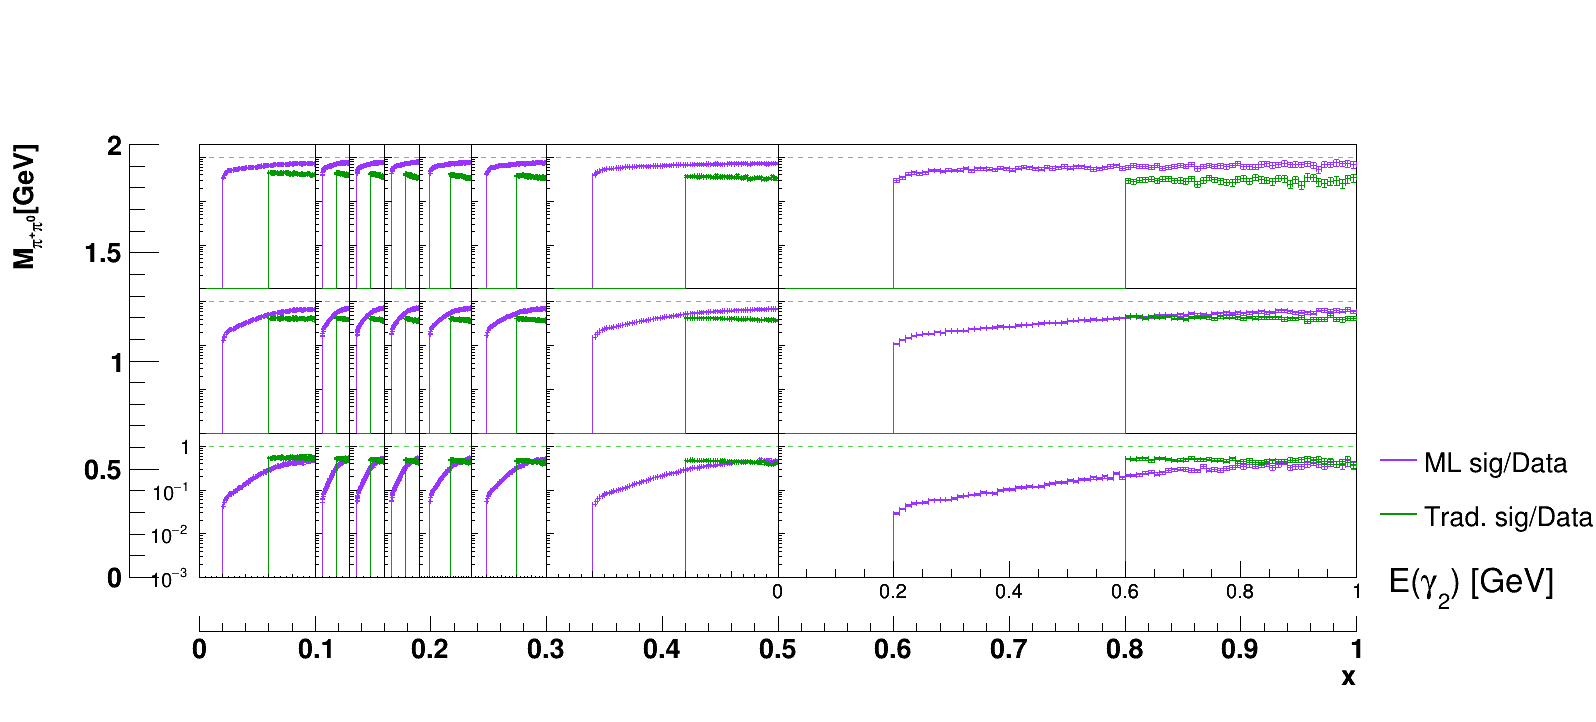 M_{π⁺π⁰}[GeV]
2
1.5
1
0.5
0
1
10⁻¹
10⁻²
10⁻³
ML sig/Data
Trad. sig/Data
E(γ₂) [GeV]
0 0.2 0.4 0.6 0.8 1
0 0.1 0.2 0.3 0.4 0.5 0.6 0.7 0.8 0.9 1
x